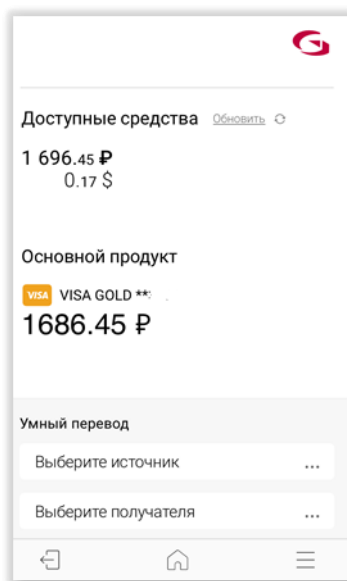 Доступные средства Обновить
1 696.45 ₽
0.17 $
Основной продукт
VISA VISA GOLD **
1686.45 ₽
Умный перевод
Выберите источник ...
Выберите получателя ...